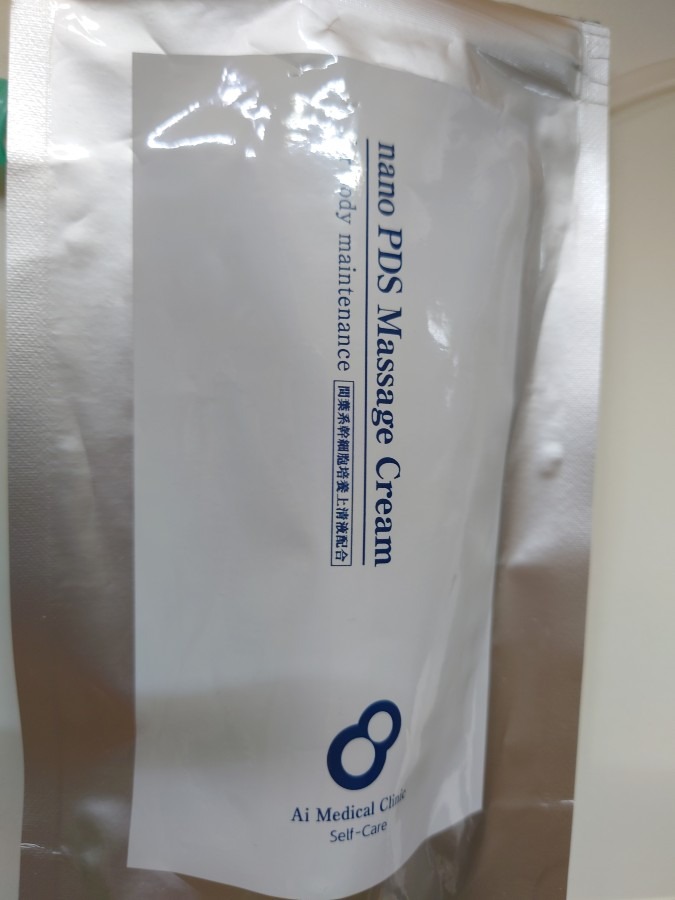 nano PDS Massage Cream
body maintenance 間葉系幹細胞培養上清液配合
Ai Medical Clinic
Self-Care